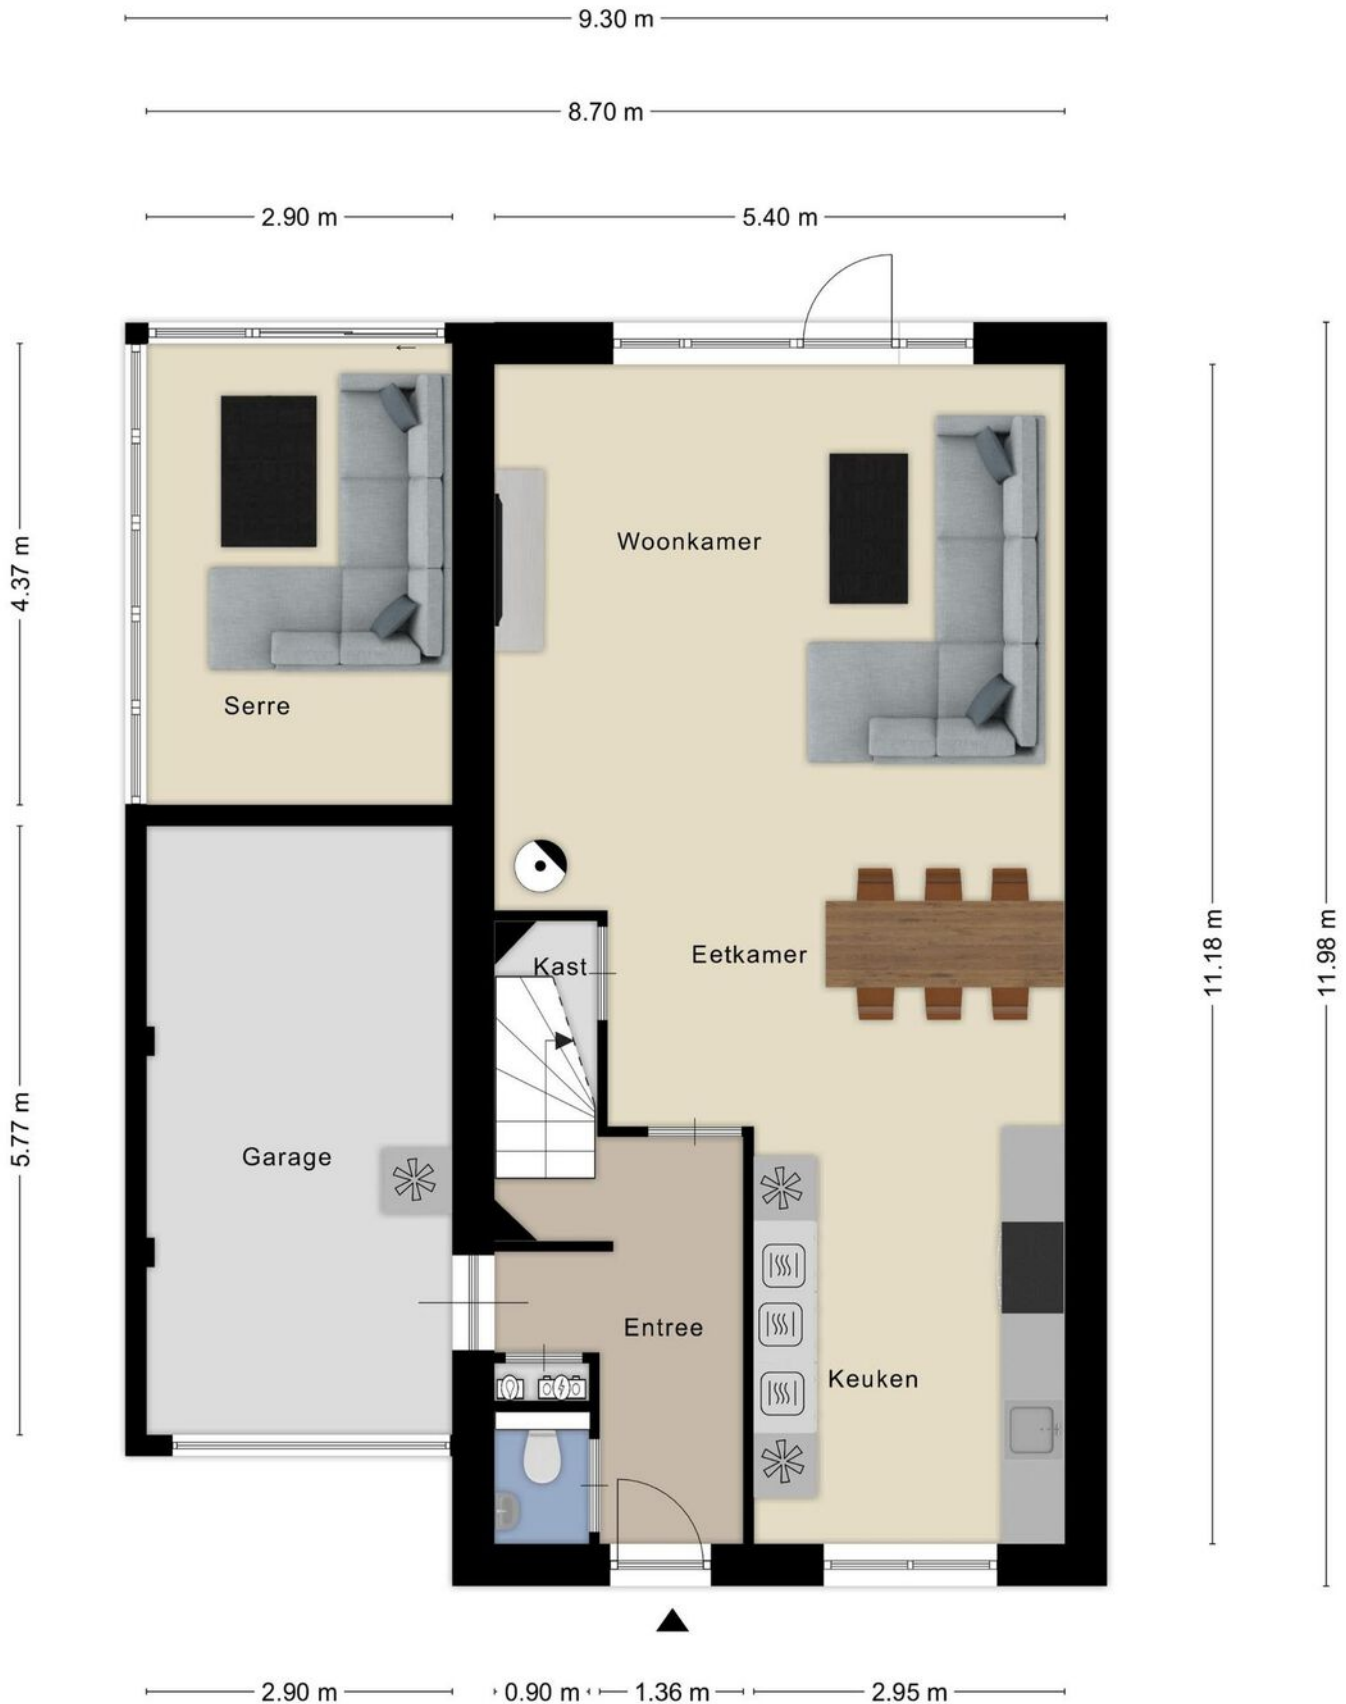 9.30 m
8.70 m
2.90 m
5.40 m
4.37 m
Woonkamer
Serre
11.18 m
11.98 m
Eetkamer
Kast
5.77 m
Garage
Entree
Keuken
2.90 m
0.90 m
1.36 m
2.95 m